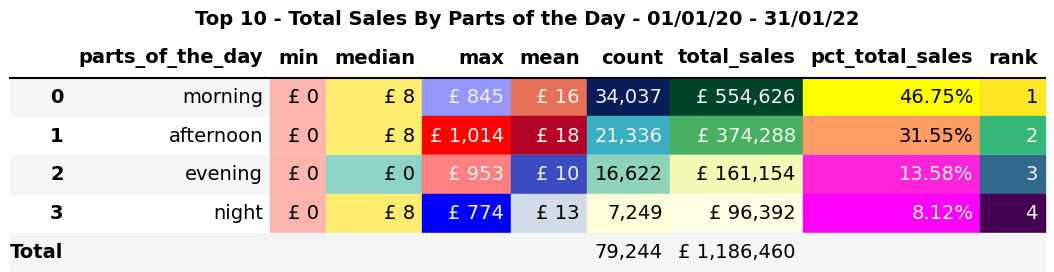 Top 10 - Total Sales By Parts of the Day - 01/01/20 - 31/01/22
parts_of_the_day min median max mean count total_sales pct_total_sales rank
0 morning £ 0 £ 8 £ 845 £ 16 34,037 £ 554,626 46.75% 1
1 afternoon £ 0 £ 8 £ 1,014 £ 18 21,336 £ 374,288 31.55% 2
2 evening £ 0 £ 0 £ 953 £ 10 16,622 £ 161,154 13.58% 3
3 night £ 0 £ 8 £ 774 £ 13 7,249 £ 96,392 8.12% 4
Total 79,244 £ 1,186,460